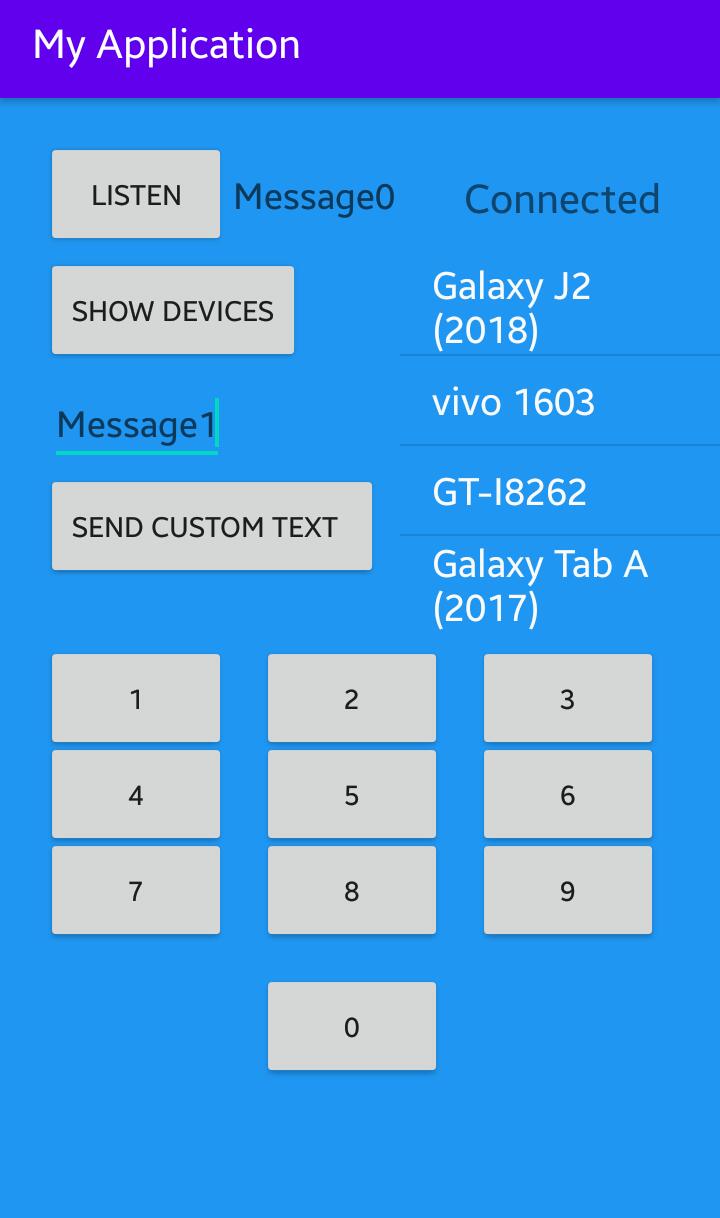 My Application
LISTEN
Message0
Connected
SHOW DEVICES
Galaxy J2
(2018)
vivo 1603
Message1
GT-I8262
SEND CUSTOM TEXT
Galaxy Tab A
(2017)
1
2
3
4
5
6
7
8
9
0